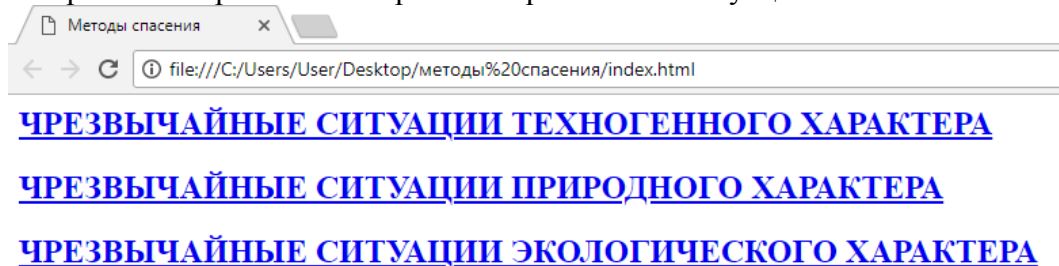 Методы спасения
file:///C:/Users/User/Desktop/методы%20спасения/index.html
ЧРЕЗВЫЧАЙНЫЕ СИТУАЦИИ ТЕХНОГЕННОГО ХАРАКТЕРА
ЧРЕЗВЫЧАЙНЫЕ СИТУАЦИИ ПРИРОДНОГО ХАРАКТЕРА
ЧРЕЗВЫЧАЙНЫЕ СИТУАЦИИ ЭКОЛОГИЧЕСКОГО ХАРАКТЕРА